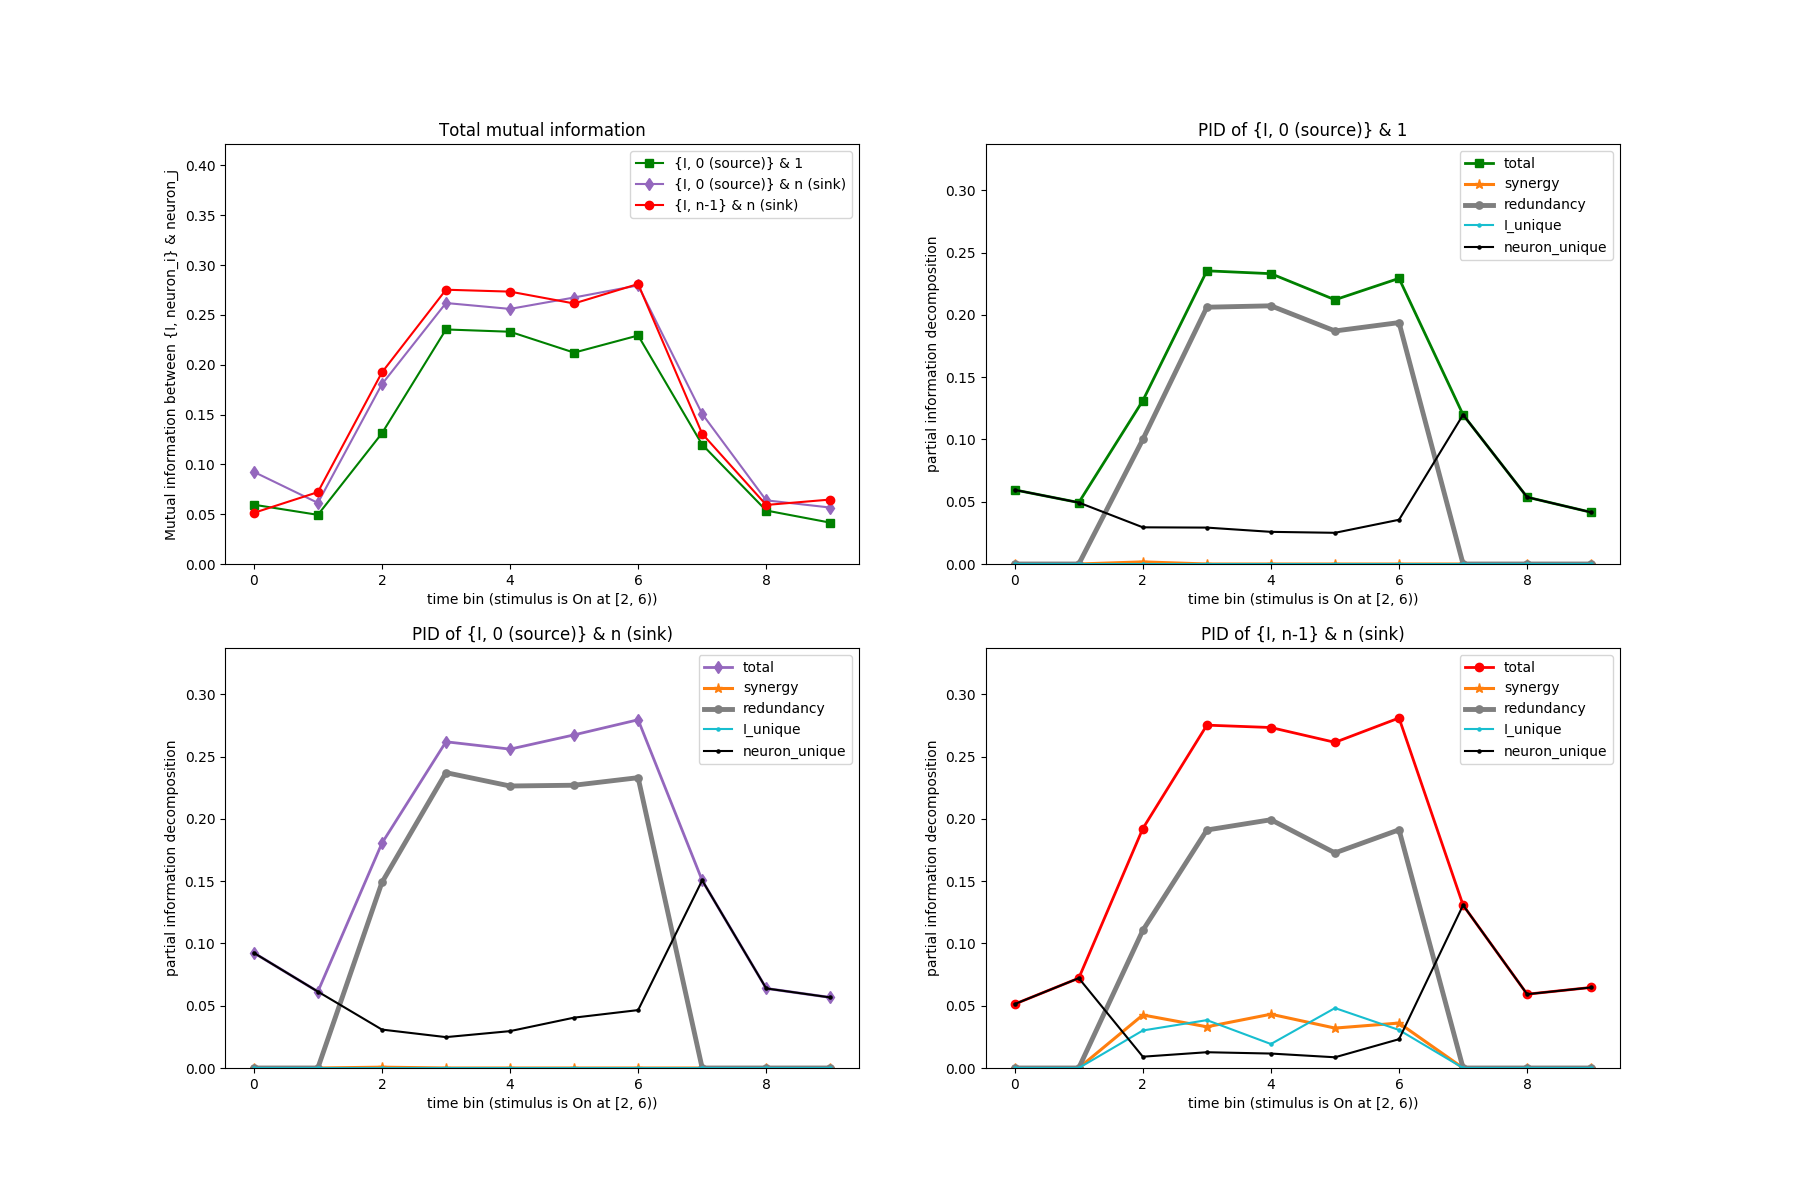 Total mutual information
Mutual information between {I, neuron_i} & neuron_j
0.40
0.35
0.30
0.25
0.20
0.15
0.10
0.05
0.00
{I, 0 (source)} & 1
{I, 0 (source)} & n (sink)
{I, n-1} & n (sink)
0 2 4 6 8
time bin (stimulus is On at [2, 6))
PID of {I, 0 (source)} & 1
partial information decomposition
0.30
0.25
0.20
0.15
0.10
0.05
0.00
total
synergy
redundancy
I_unique
neuron_unique
0 2 4 6 8
time bin (stimulus is On at [2, 6))
PID of {I, 0 (source)} & n (sink)
partial information decomposition
0.30
0.25
0.20
0.15
0.10
0.05
0.00
total
synergy
redundancy
I_unique
neuron_unique
0 2 4 6 8
time bin (stimulus is On at [2, 6))
PID of {I, n-1} & n (sink)
partial information decomposition
0.30
0.25
0.20
0.15
0.10
0.05
0.00
total
synergy
redundancy
I_unique
neuron_unique
0 2 4 6 8
time bin (stimulus is On at [2, 6))